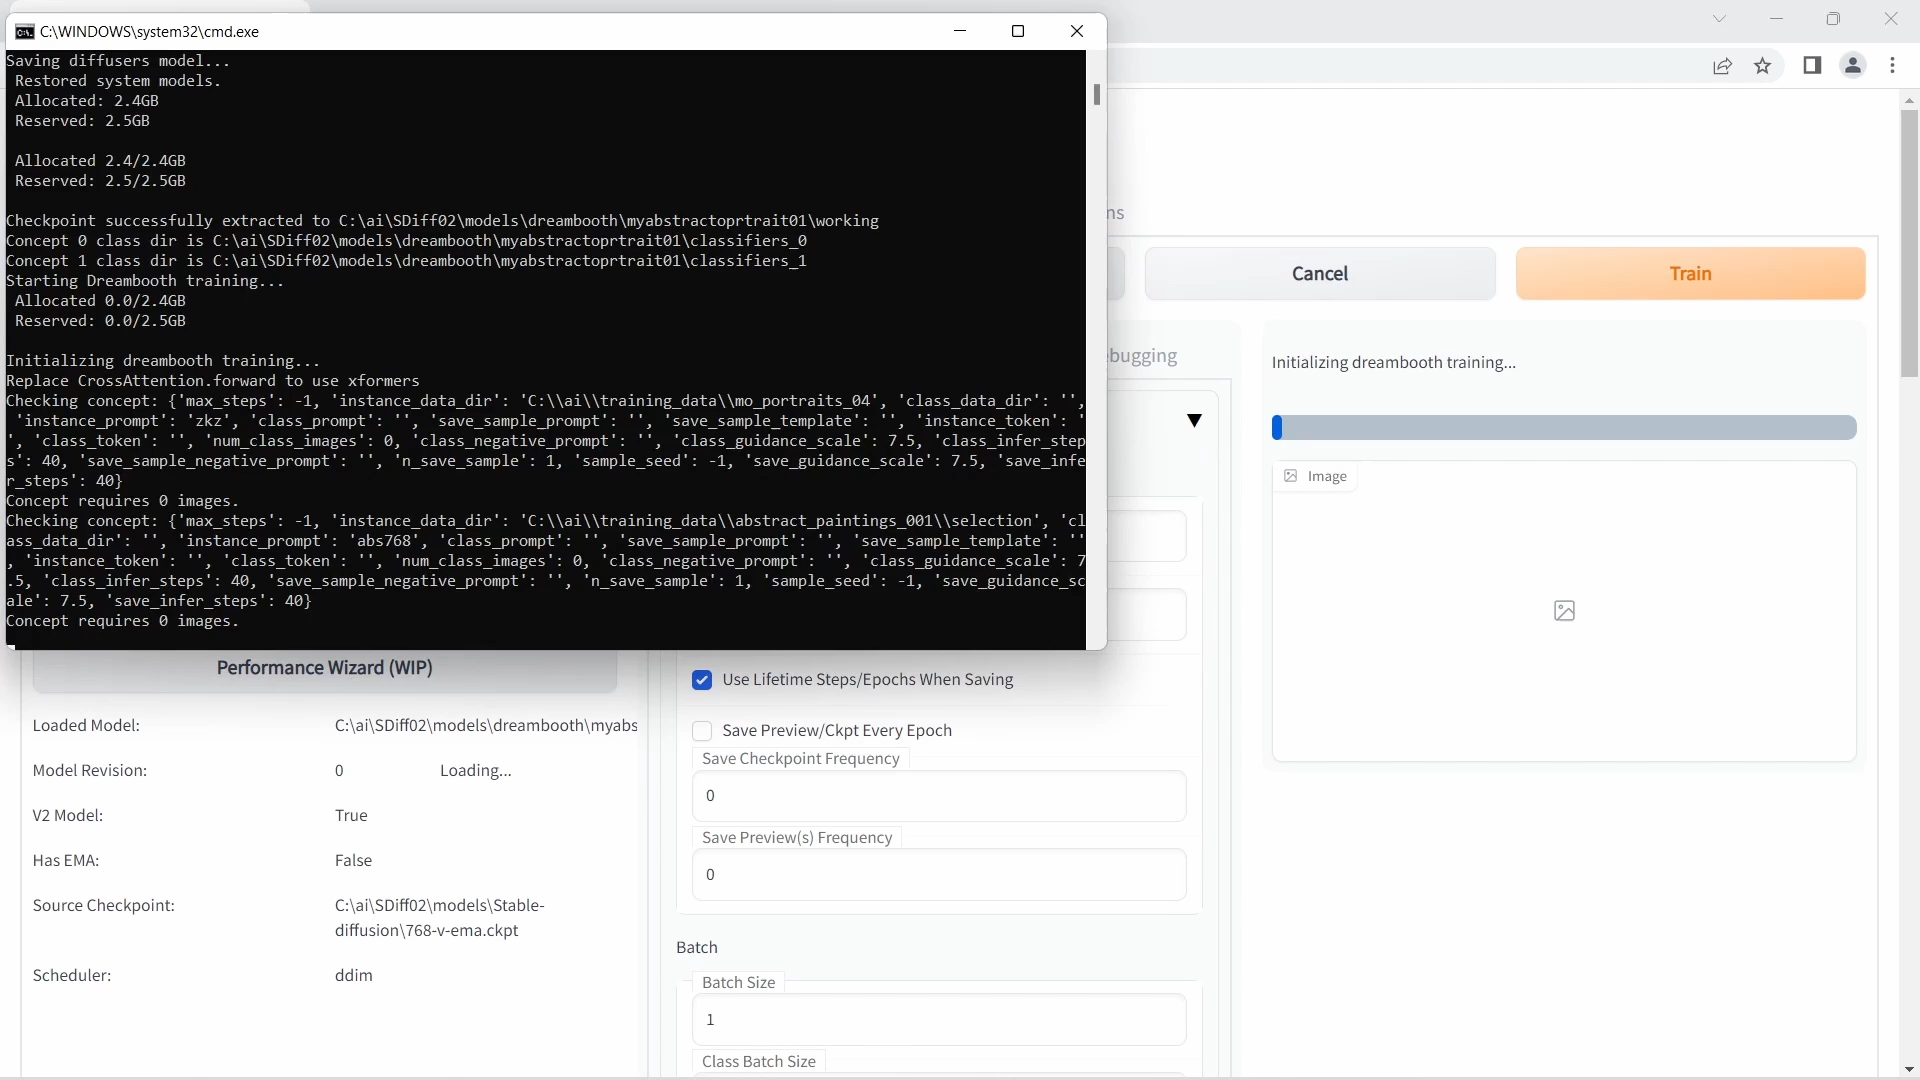 C:\WINDOWS\system32\cmd.exe
Saving diffusers model...
Restored system models.
Allocated: 2.4GB
Reserved: 2.5GB
Allocated 2.4/2.4GB
Reserved: 2.5/2.5GB
Checkpoint successfully extracted to C:\ai\SDiff02\models\dreambooth\myabstractoprtrait01\working
Concept 0 class dir is C:\ai\SDiff02\models\dreambooth\myabstractoprtrait01\classifiers_0
Concept 1 class dir is C:\ai\SDiff02\models\dreambooth\myabstractoprtrait01\classifiers_1
Starting Dreambooth training...
Allocated 0.0/2.4GB
Reserved: 0.0/2.5GB
Initializing dreambooth training...
Replace CrossAttention.forward to use xformers
Checking concept: {'max_steps': -1, 'instance_data_dir': 'C:\\ai\\training_data\\mo_portraits_04', 'class_data_dir': '',
'instance_prompt': 'zkz', 'class_prompt': '', 'save_sample_prompt': '', 'save_sample_template': '', 'instance_token': '
', 'class_token': '', 'num_class_images': 0, 'class_negative_prompt': '', 'class_guidance_scale': 7.5, 'class_infer_step
s': 40, 'save_sample_negative_prompt': '', 'n_save_sample': 1, 'sample_seed': -1, 'save_guidance_scale': 7.5, 'save_infe
r_steps': 40}
Concept requires 0 images.
Checking concept: {'max_steps': -1, 'instance_data_dir': 'C:\\ai\\training_data\\abstract_paintings_001\\selection', 'cl
ass_data_dir': '', 'instance_prompt': 'abs768', 'class_prompt': '', 'save_sample_prompt': '', 'save_sample_template': ''
, 'instance_token': '', 'class_token': '', 'num_class_images': 0, 'class_negative_prompt': '', 'class_guidance_scale': 7
.5, 'class_infer_steps': 40, 'save_sample_negative_prompt': '', 'n_save_sample': 1, 'sample_seed': -1, 'save_guidance_sc
ale': 7.5, 'save_infer_steps': 40}
Concept requires 0 images.
ns
Cancel
Train
bugging
Initializing dreambooth training...
Image
Performance Wizard (WIP)
Loaded Model: C:\ai\SDiff02\models\dreambooth\myabs
Model Revision: 0 Loading...
V2 Model: True
Has EMA: False
Source Checkpoint: C:\ai\SDiff02\models\Stable-
diffusion\768-v-ema.ckpt
Scheduler: ddim
Use Lifetime Steps/Epochs When Saving
Save Preview/Ckpt Every Epoch
Save Checkpoint Frequency
0
Save Preview(s) Frequency
0
Batch
Batch Size
1
Class Batch Size